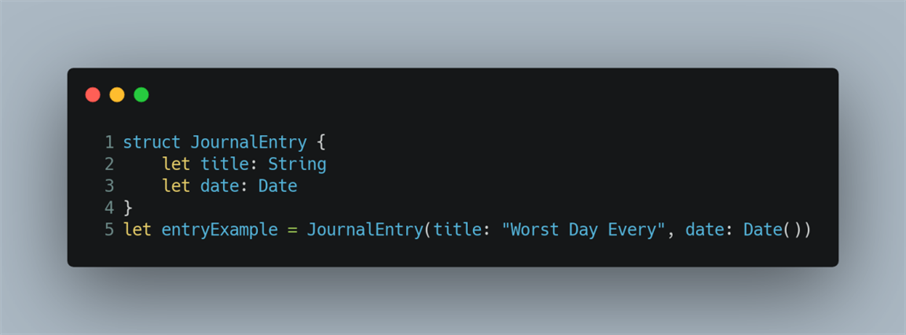 1 struct JournalEntry {
2     let title: String
3     let date: Date
4 }
5 let entryExample = JournalEntry(title: "Worst Day Every", date: Date())